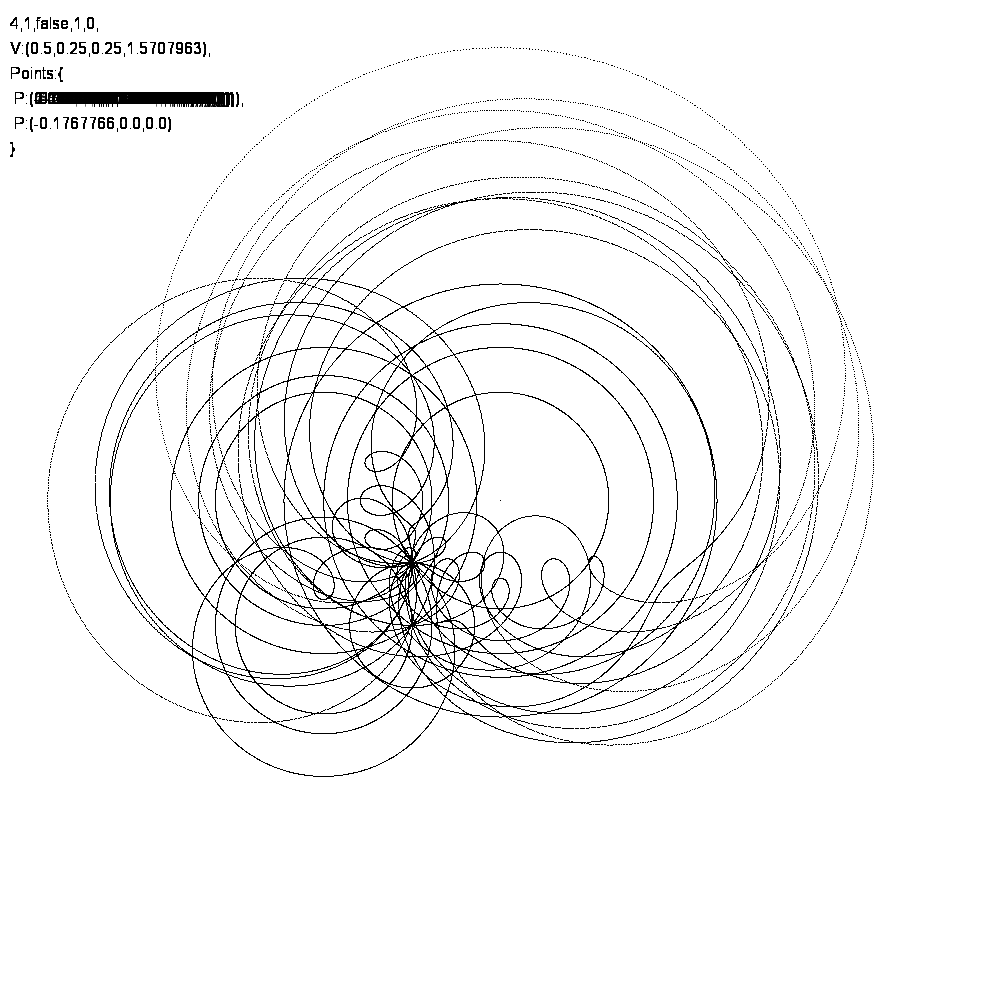 4,1,false,1,0,
V:(0.5,0.25,0.25,1.5707963),
Points:{
P:( ),
P:(-0.1767766,0.0,0.0)
}